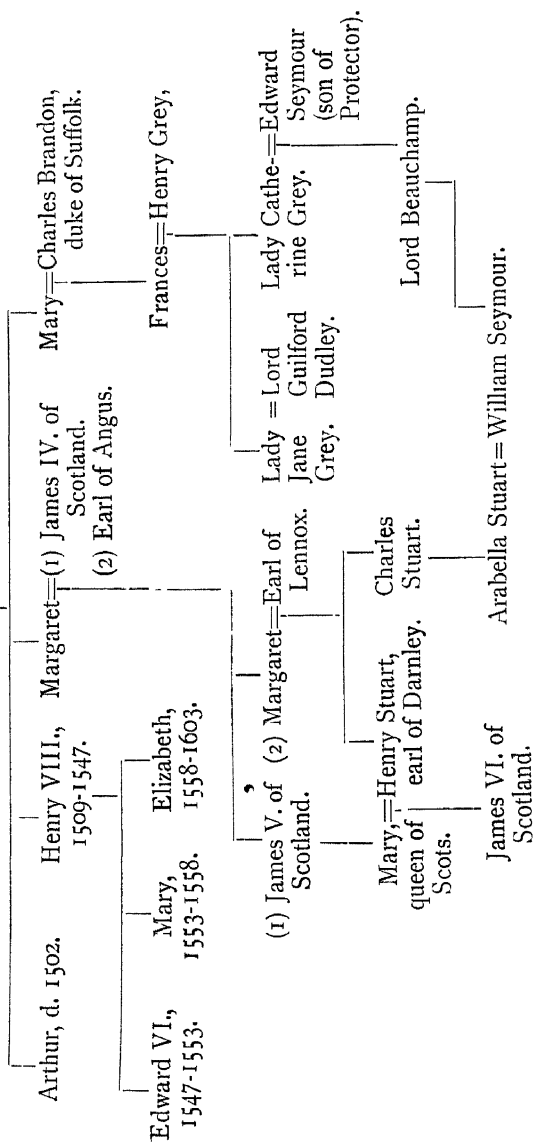 Arthur, d. 1502.
Henry VIII.,
1509-1547.
Margaret=(1) James IV. of
Scotland.
(2) Earl of Angus.
Mary=Charles Brandon,
duke of Suffolk.
Edward VI.,
1547-1553.
Mary,
1553-1558.
Elizabeth,
1558-1603.
Frances=Henry Grey,
(1) James V. of
Scotland.
(2) Margaret=Earl of
Lennox.
Lady =Lord
Jane Guilford
Grey. Dudley.
Lady Cathe-=Edward
rine Grey. Seymour
(son of
Protector).
Mary,=Henry Stuart,
queen of earl of Darnley.
Scots.
Charles
Stuart.
Lord Beauchamp.
James VI. of
Scotland.
Arabella Stuart=William Seymour.